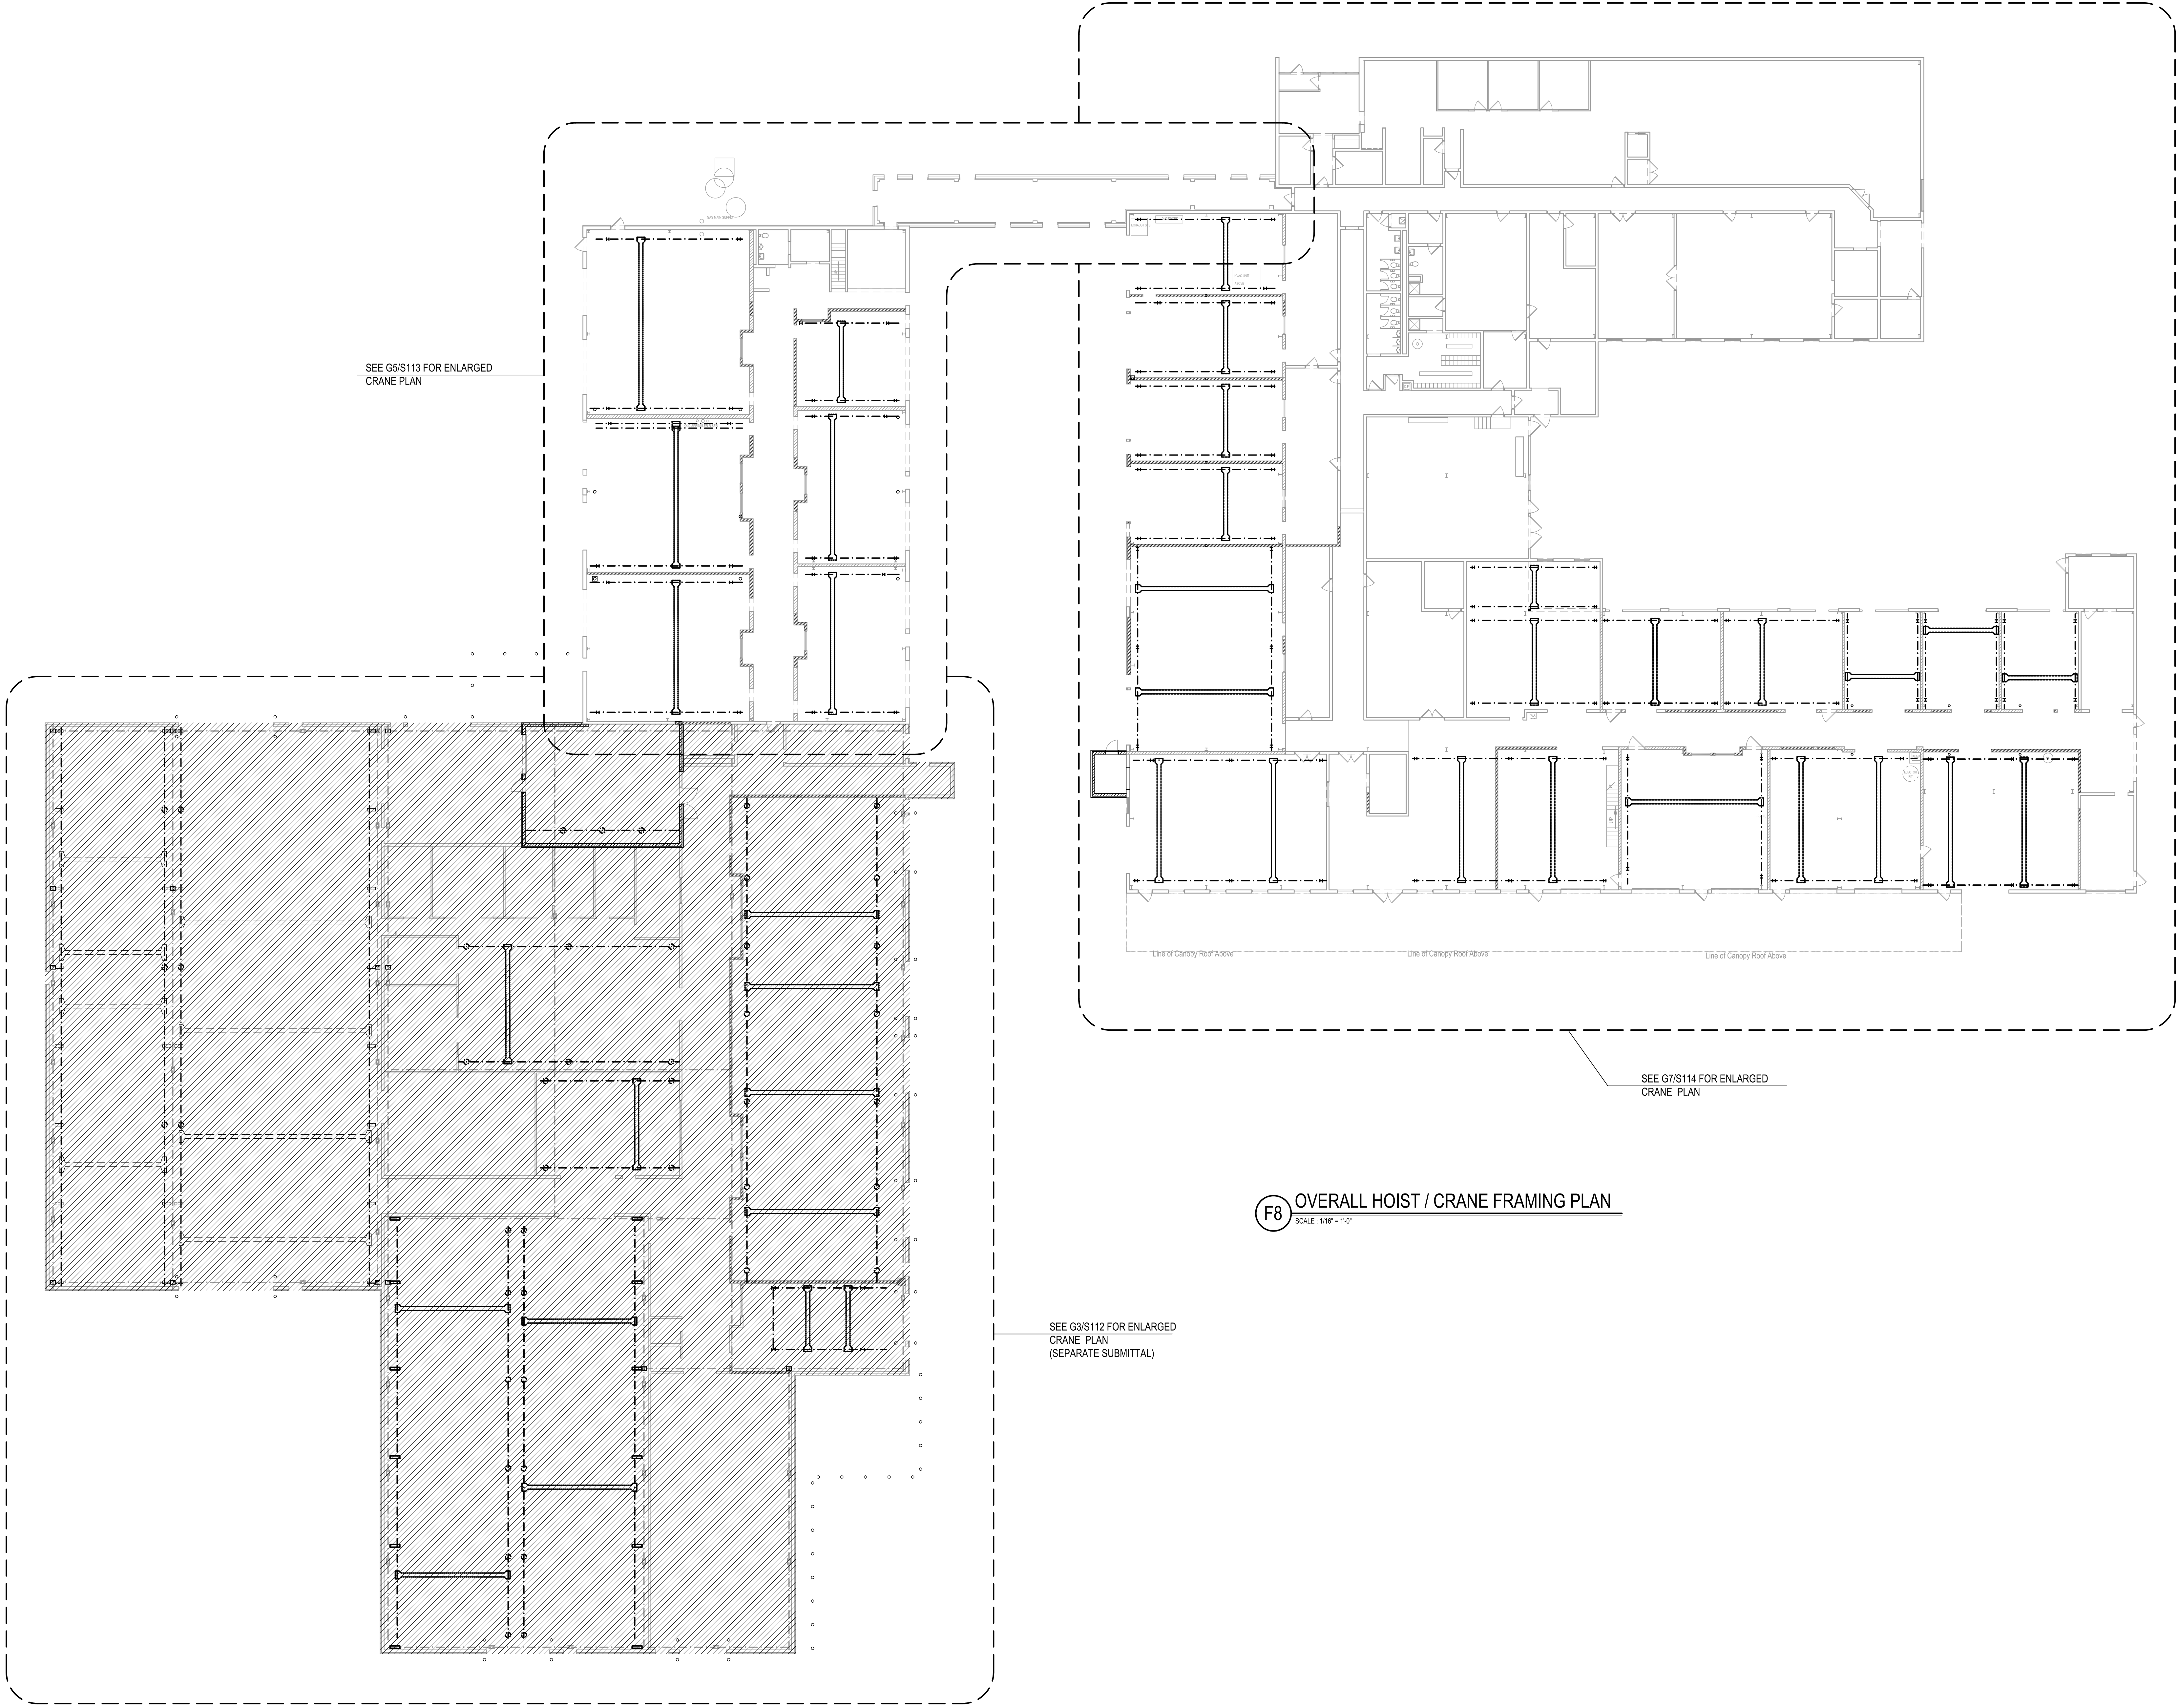 SEE G5/S113 FOR ENLARGED
CRANE PLAN
Line of Canopy Roof Above
Line of Canopy Roof Above
Line of Canopy Roof Above
SEE G7/S114 FOR ENLARGED
CRANE PLAN
F8
OVERALL HOIST / CRANE FRAMING PLAN
SCALE : 1/16" = 1'-0"
SEE G3/S112 FOR ENLARGED
CRANE PLAN
(SEPARATE SUBMITTAL)